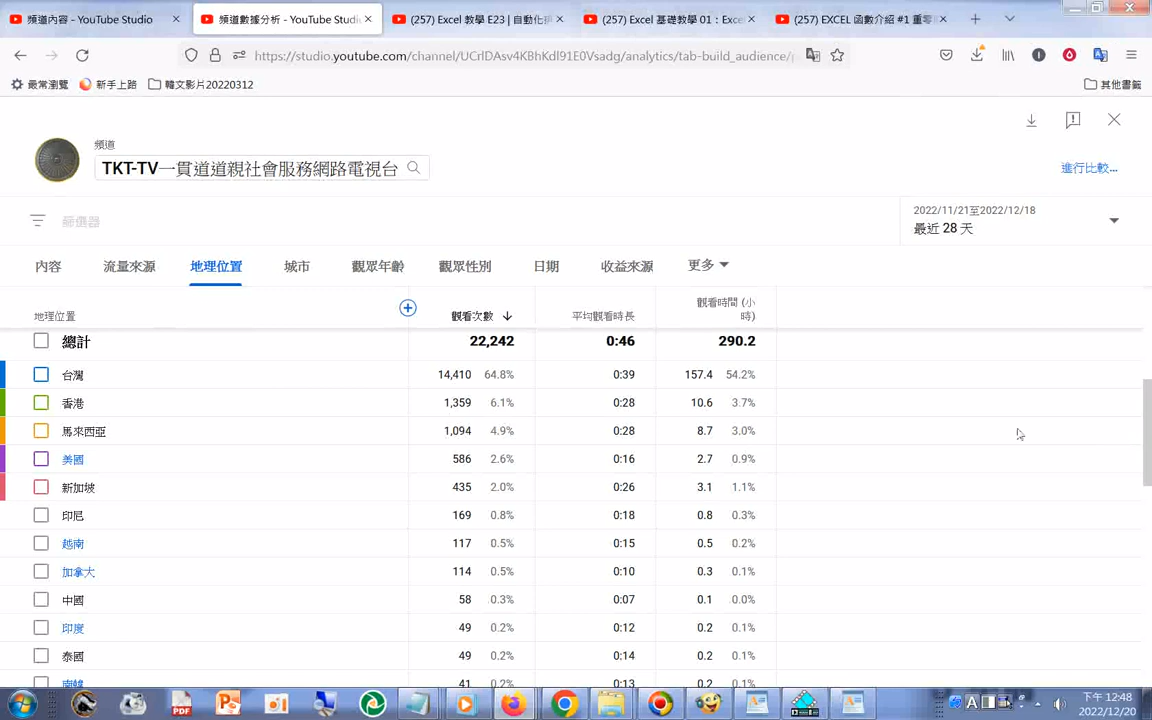 頻道內容 - YouTube Studio
頻道數據分析 - YouTube Studi
(257) Excel 教學 E23 | 自動化
(257) Excel 基礎教學 01：Exc
(257) EXCEL 函數介紹 #1 重零
https://studio.youtube.com/channel/UCrlDAsv4KBhKdl91E0Vsadg/analytics/tab-build_audience/
最常瀏覽
新手上路
韓文影片20220312
其他書籤
頻道
TKT-TV一貫道道親社會服務網路電視台
進行比較...
篩選器
2022/11/21至2022/12/18
最近 28 天
內容 流量來源 地理位置 城市 觀眾年齡 觀眾性別 日期 收益來源 更多
地理位置 觀看次數 平均觀看時長 觀看時間 (小時)
總計 22,242 0:46 290.2
台灣 14,410 64.8% 0:39 157.4 54.2%
香港 1,359 6.1% 0:28 10.6 3.7%
馬來西亞 1,094 4.9% 0:28 8.7 3.0%
美國 586 2.6% 0:16 2.7 0.9%
新加坡 435 2.0% 0:26 3.1 1.1%
印尼 169 0.8% 0:18 0.8 0.3%
越南 117 0.5% 0:15 0.5 0.2%
加拿大 114 0.5% 0:10 0.3 0.1%
中國 58 0.3% 0:07 0.1 0.0%
印度 49 0.2% 0:12 0.2 0.1%
泰國 49 0.2% 0:14 0.2 0.1%
南韓 41 0.2% 0:13 0.2 0.1%
下午 12:48
2022/12/20